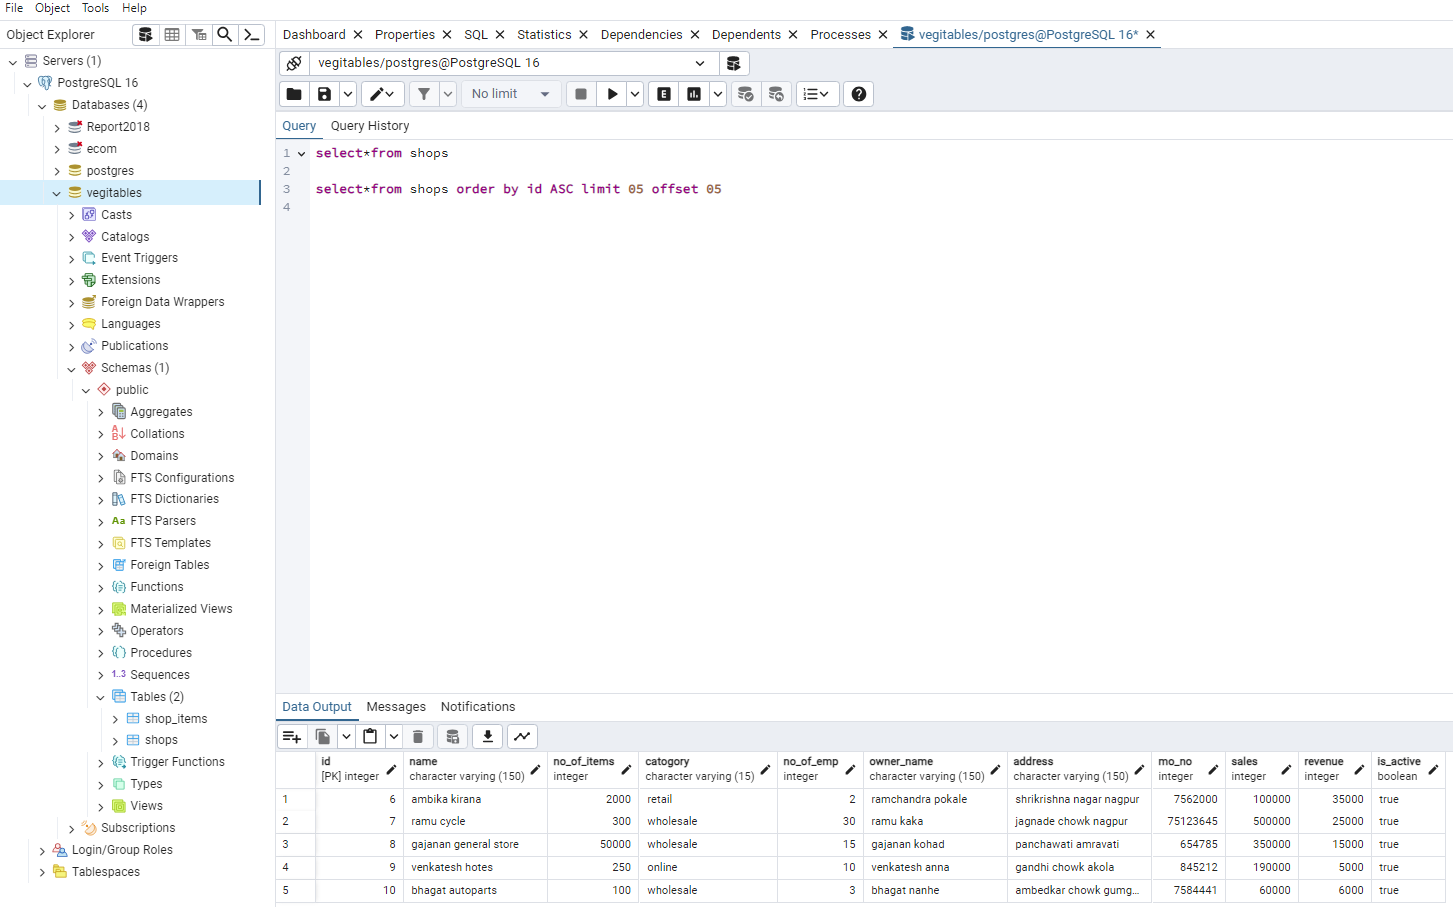 File Object Tools Help
Object Explorer
Dashboard Properties SQL Statistics Dependencies Dependents Processes vegitables/postgres@PostgreSQL 16*
Servers (1)
PostgreSQL 16
Databases (4)
Report2018
ecom
postgres
vegitables
Casts
Catalogs
Event Triggers
Extensions
Foreign Data Wrappers
Languages
Publications
Schemas (1)
public
Aggregates
Collations
Domains
FTS Configurations
FTS Dictionaries
Aa FTS Parsers
FTS Templates
Foreign Tables
Functions
Materialized Views
Operators
Procedures
1..3 Sequences
Tables (2)
shop_items
shops
Trigger Functions
Types
Views
Subscriptions
Login/Group Roles
Tablespaces
vegitables/postgres@PostgreSQL 16
No limit E
Query Query History
1 select*from shops
2
3 select*from shops order by id ASC limit 05 offset 05
4
Data Output Messages Notifications
id name no_of_items catogory no_of_emp owner_name address mo_no sales revenue is_active
[PK] integer character varying (150) integer character varying (15) integer character varying (150) character varying (150) integer integer integer boolean
1 6 ambika kirana 2000 retail 2 ramchandra pokale shrikrishna nagar nagpur 7562000 100000 35000 true
2 7 ramu cycle 300 wholesale 30 ramu kaka jagnade chowk nagpur 75123645 500000 25000 true
3 8 gajanan general store 50000 wholesale 15 gajanan kohad panchawati amravati 654785 350000 15000 true
4 9 venkatesh hotes 250 online 10 venkatesh anna gandhi chowk akola 845212 190000 5000 true
5 10 bhagat autoparts 100 wholesale 3 bhagat nanhe ambedkar chowk gumg... 7584441 60000 6000 true